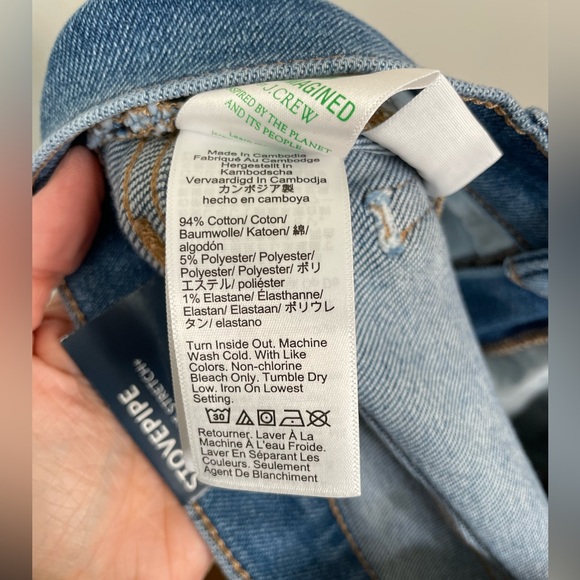 AGINED
J.CREW
SPIRED BY THE PLANET
AND ITS PEOPLE
Made in Cambodia
Fabriqué Au Cambodge
Hergestellt In
Kambodscha
Vervaardigd In Cambodja
カンボジア製
hecho en camboya
94% Cotton/ Coton/
Baumwolle/ Katoen/ 綿/
algodón
5% Polyester/ Polyester/
Polyester/ Polyester/ ポリ
エステル/ poliéster
1% Elastane/ Élasthanne/
Elastan/ Elastaan/ ポリウレ
タン/ elastano
Turn Inside Out. Machine
Wash Cold. With Like
Colors. Non-chlorine
Bleach Only. Tumble Dry
Low. Iron On Lowest
Setting.
30
Retourner. Laver À La
Machine À L'eau Froide.
Laver En Séparant Les
Couleurs. Seulement
Agent De Blanchiment
STOVEPIPE
STRETCH+